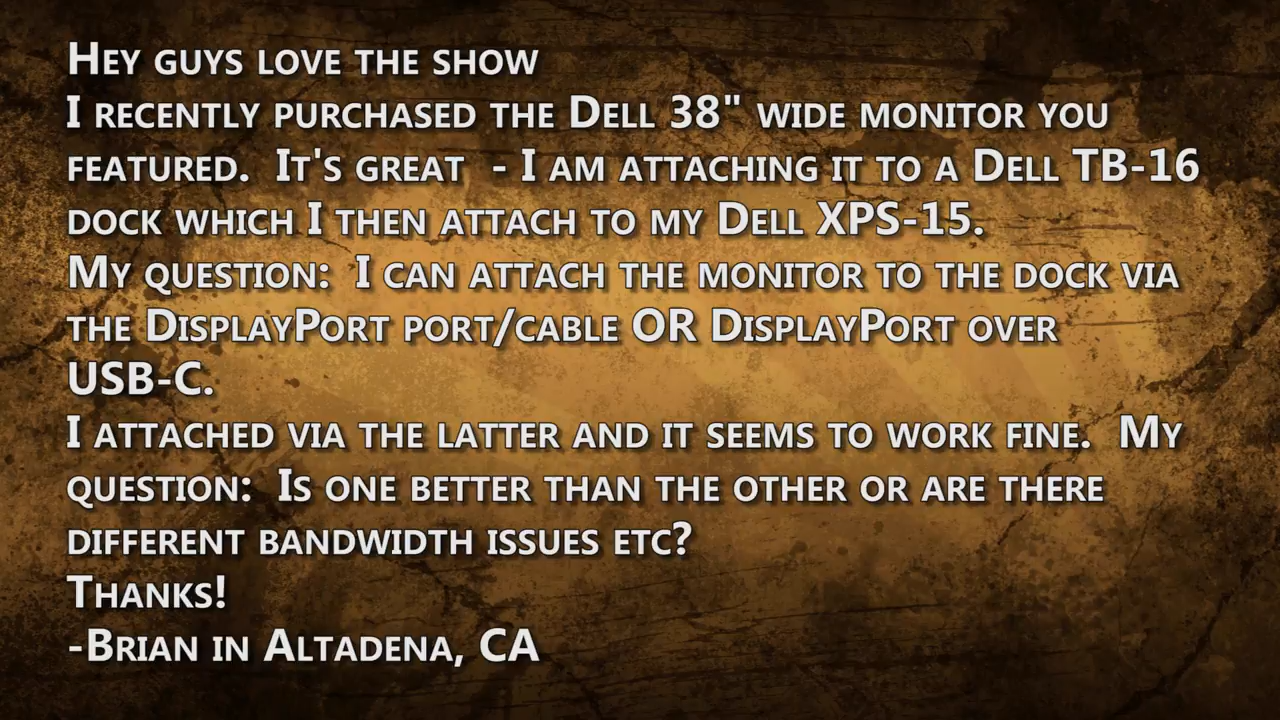 Hey guys love the show
I recently purchased the Dell 38" wide monitor you
featured.  It's great  - I am attaching it to a Dell TB-16
dock which I then attach to my Dell XPS-15.
My question:  I can attach the monitor to the dock via
the DisplayPort port/cable OR DisplayPort over
USB-C.
I attached via the latter and it seems to work fine.  My
question:  Is one better than the other or are there
different bandwidth issues etc?
Thanks!
-Brian in Altadena, CA